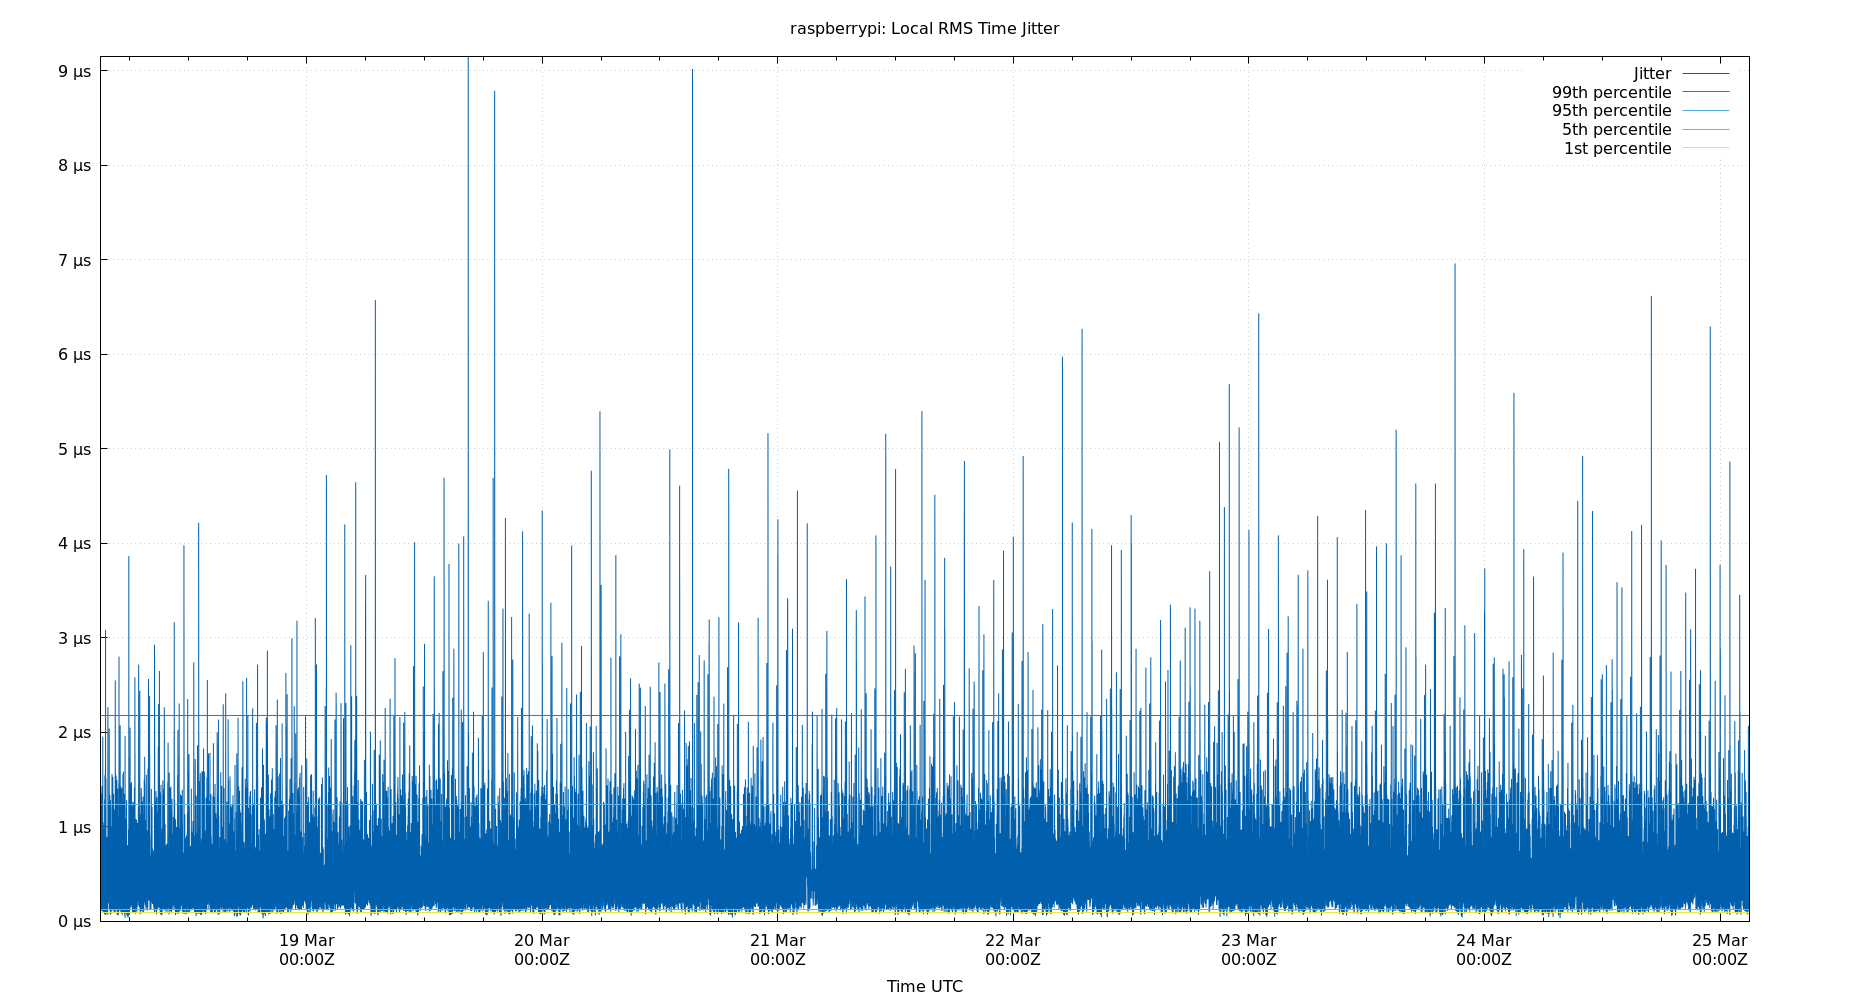 raspberrypi: Local RMS Time Jitter
9 µs
8 µs
7 µs
6 µs
5 µs
4 µs
3 µs
2 µs
1 µs
0 µs
Jitter
99th percentile
95th percentile
5th percentile
1st percentile
19 Mar
00:00Z
20 Mar
00:00Z
21 Mar
00:00Z
22 Mar
00:00Z
23 Mar
00:00Z
24 Mar
00:00Z
25 Mar
00:00Z
Time UTC